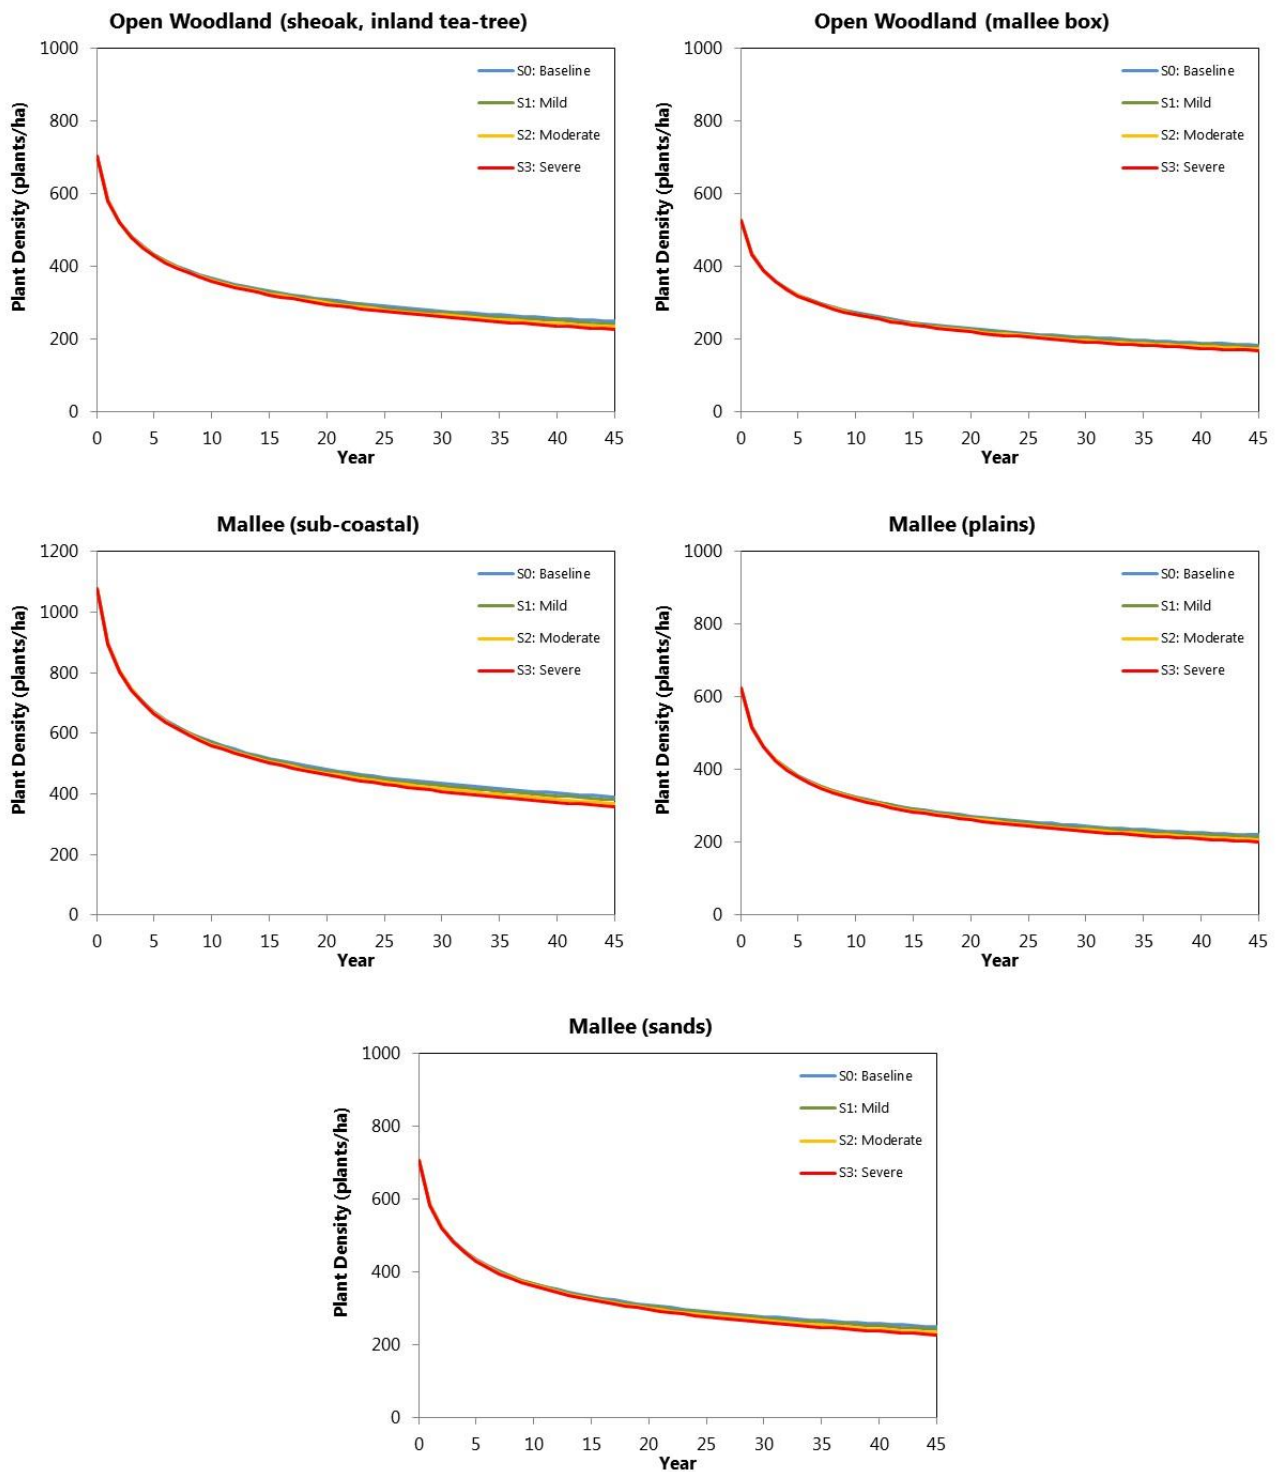 Open Woodland (sheoak, inland tea-tree)
1000
800
600
400
200
0
Plant Density (plants/ha)
S0: Baseline
S1: Mild
S2: Moderate
S3: Severe
0 5 10 15 20 25 30 35 40 45
Year
Open Woodland (mallee box)
1000
800
600
400
200
0
Plant Density (plants/ha)
S0: Baseline
S1: Mild
S2: Moderate
S3: Severe
0 5 10 15 20 25 30 35 40 45
Year
Mallee (sub-coastal)
1200
1000
800
600
400
200
0
Plant Density (plants/ha)
S0: Baseline
S1: Mild
S2: Moderate
S3: Severe
0 5 10 15 20 25 30 35 40 45
Year
Mallee (plains)
1000
800
600
400
200
0
Plant Density (plants/ha)
S0: Baseline
S1: Mild
S2: Moderate
S3: Severe
0 5 10 15 20 25 30 35 40 45
Year
Mallee (sands)
1000
800
600
400
200
0
Plant Density (plants/ha)
S0: Baseline
S1: Mild
S2: Moderate
S3: Severe
0 5 10 15 20 25 30 35 40 45
Year